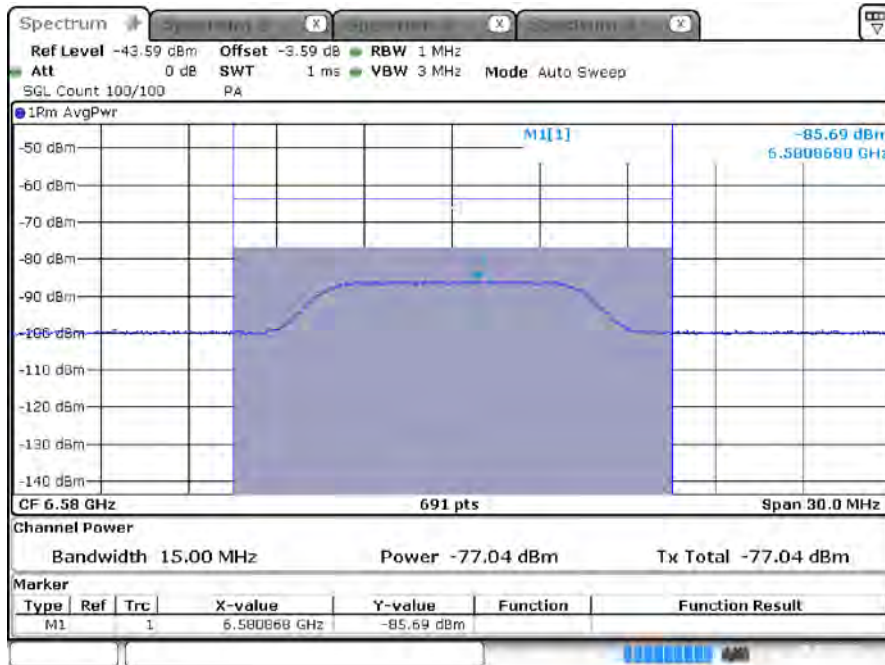 Spectrum
Ref Level -43.59 dBm Offset -3.59 dB RBW 1 MHz
Att 0 dB SWT 1 ms VBW 3 MHz Mode Auto Sweep
SGL Count 100/100 PA
1Rm AvgPwr
M1[1] -85.69 dBm
6.5808680 GHz
-50 dBm
-60 dBm
-70 dBm
-80 dBm
-90 dBm
-100 dBm
-110 dBm
-120 dBm
-130 dBm
-140 dBm
CF 6.58 GHz 691 pts Span 30.0 MHz
Channel Power
Bandwidth 15.00 MHz Power -77.04 dBm Tx Total -77.04 dBm
Marker
Type Ref Trc X-value Y-value Function Function Result
M1 1 6.580868 GHz -85.69 dBm